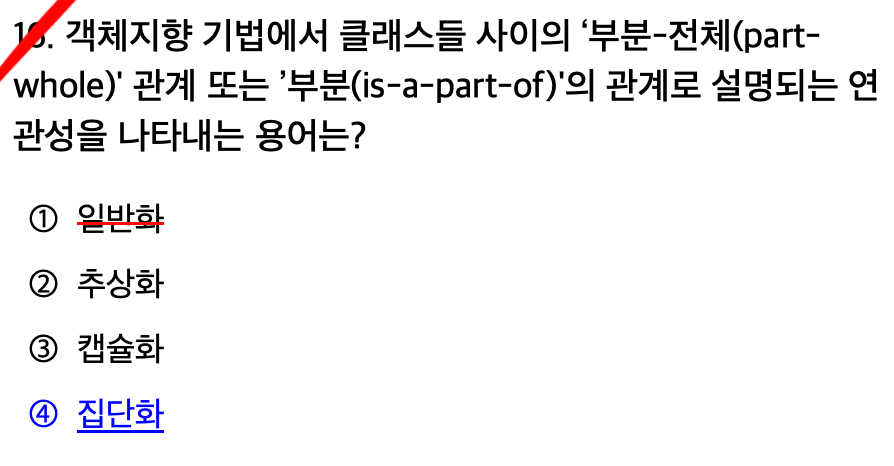 16. 객체지향 기법에서 클래스들 사이의 ‘부분-전체(part-
whole)' 관계 또는 ’부분(is-a-part-of)'의 관계로 설명되는 연
관성을 나타내는 용어는?
① 일반화
② 추상화
③ 캡슐화
④ 집단화